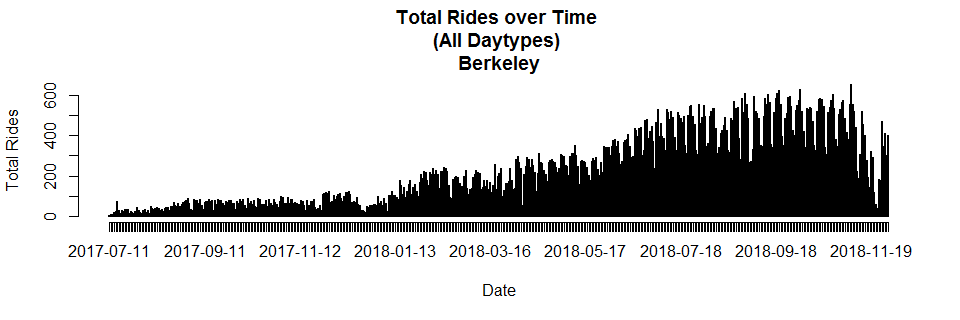 Total Rides over Time
(All Daytypes)
Berkeley
600
400
200
0
Total Rides
2017-07-11 2017-09-11 2017-11-12 2018-01-13 2018-03-16 2018-05-17 2018-07-18 2018-09-18 2018-11-19
Date